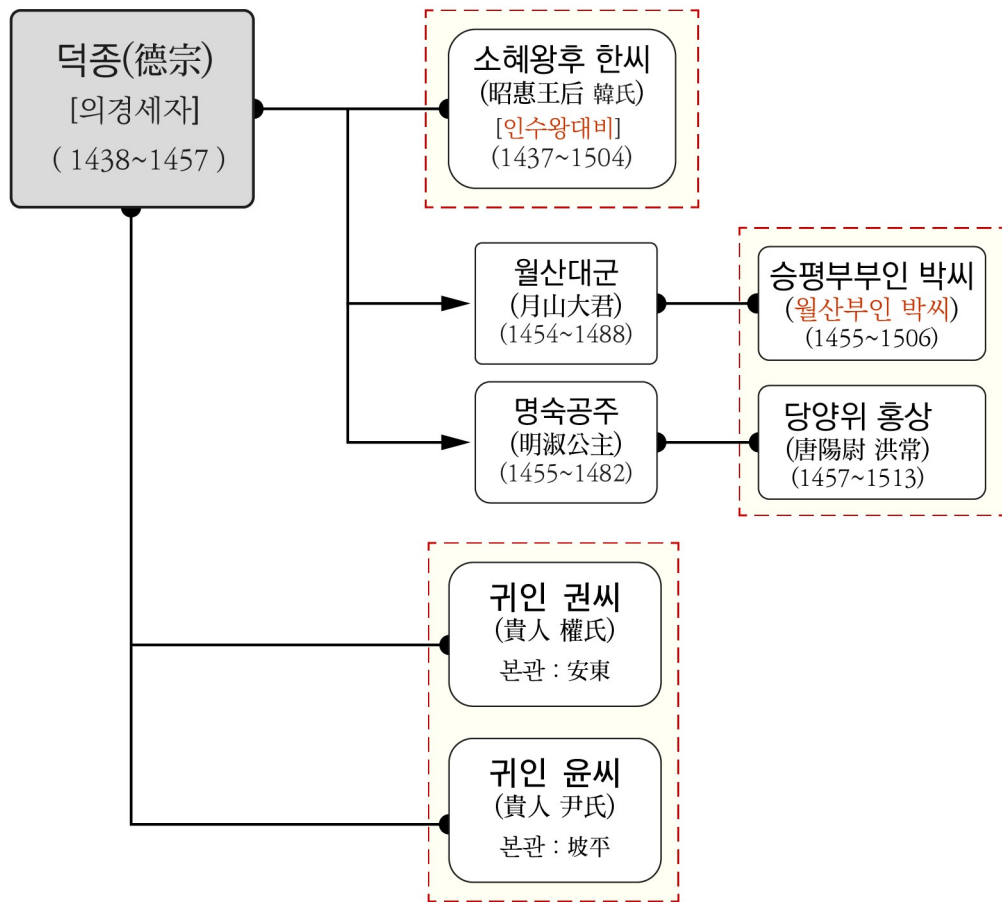 덕종(德宗)
[의경세자]
( 1438~1457 )
소혜왕후 한씨
(昭惠王后 韓氏)
[인수왕대비]
(1437~1504)
월산대군
(月山大君)
(1454~1488)
승평부부인 박씨
(월산부인 박씨)
(1455~1506)
명숙공주
(明淑公主)
(1455~1482)
당양위 홍상
(唐陽尉 洪常)
(1457~1513)
귀인 권씨
(貴人 權氏)
본관 : 安東
귀인 윤씨
(貴人 尹氏)
본관 : 坡平